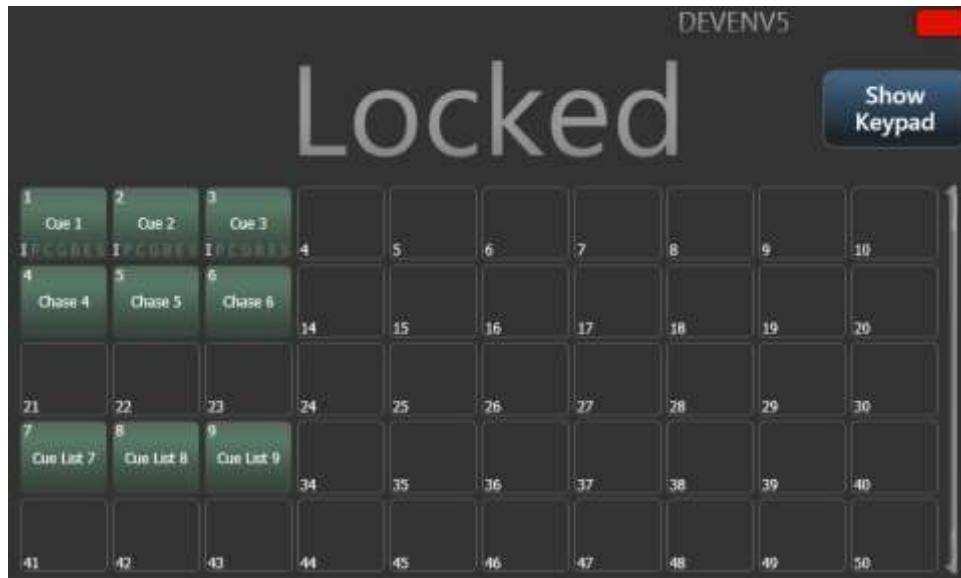 DEVENV5
Locked
Show
Keypad
1 2 3
Cue 1 Cue 2 Cue 3
I P C G B E S I P C G B E S I P C G B E S 4 5 6 7 8 9 10
4 5 6
Chase 4 Chase 5 Chase 6
14 15 16 17 18 19 20
21 22 23 24 25 26 27 28 29 30
7 8 9
Cue List 7 Cue List 8 Cue List 9
34 35 36 37 38 39 40
41 42 43 44 45 46 47 48 49 50